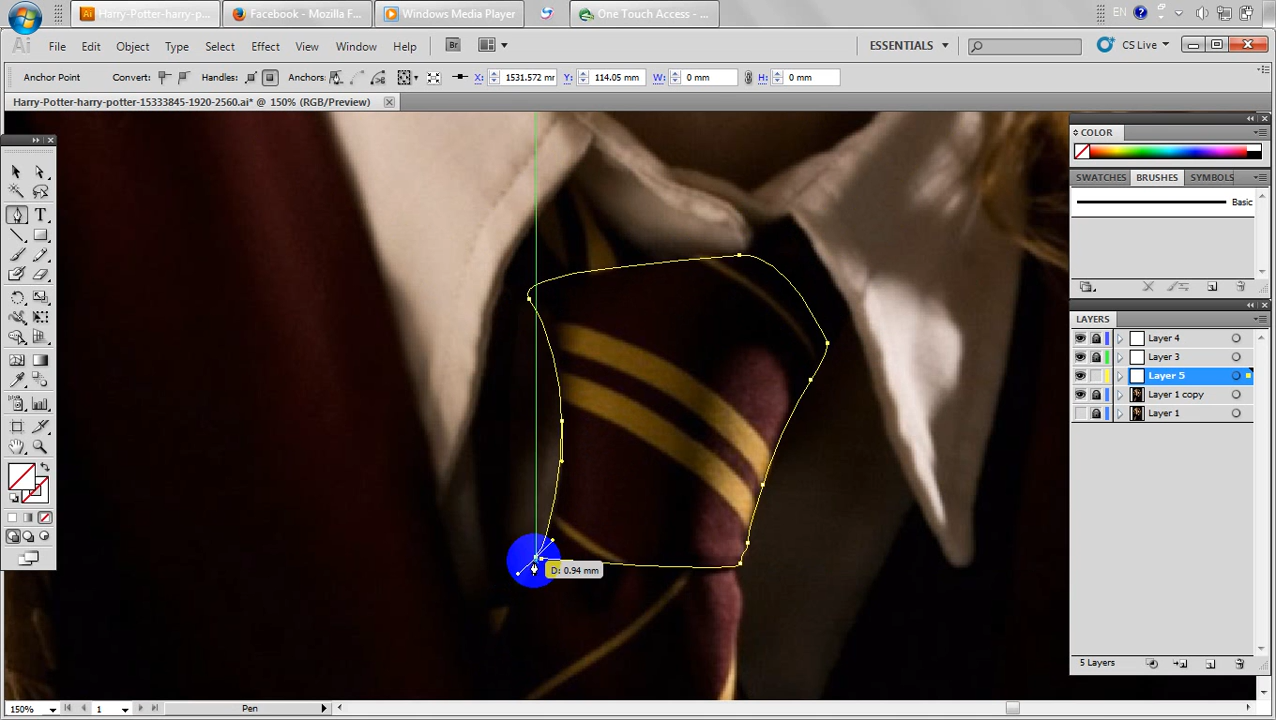 Harry-Potter-harry-p...
Facebook - Mozilla F...
Windows Media Player
One Touch Access - ...
EN
Ai
File Edit Object Type Select Effect View Window Help
Br
ESSENTIALS
CS Live
Anchor Point
Convert:
Handles:
Anchors:
X: 1531.572 mm
Y: 114.05 mm
W: 0 mm
H: 0 mm
Harry-Potter-harry-potter-15333845-1920-2560.ai* @ 150% (RGB/Preview)
COLOR
SWATCHES BRUSHES SYMBOLS
Basic
LAYERS
Layer 4
Layer 3
Layer 5
Layer 1 copy
Layer 1
D: 0.94 mm
5 Layers
150%
1
Pen